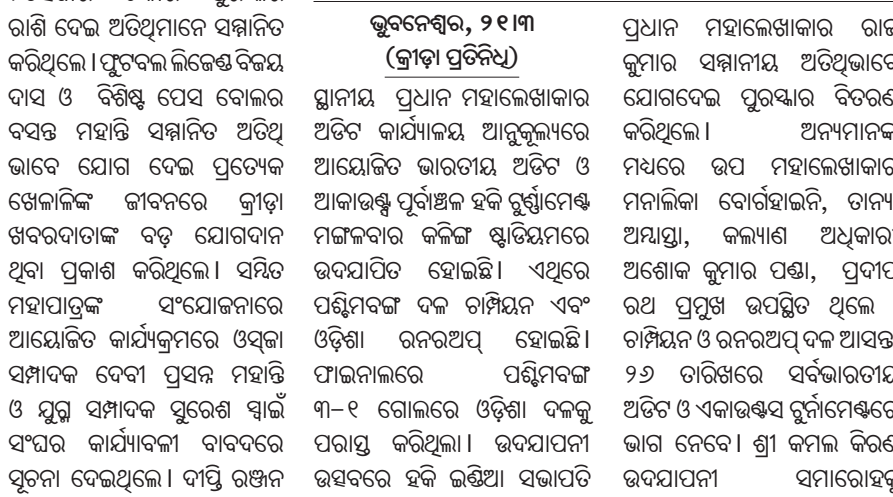 ରାଶି ଦେଇ ଅତିଥିମାନେ ସମ୍ମାନିତ
କରିଥିଲେ । ଫୁଟବଲ ଲିଜେଣ୍ଡ ବିଜୟ
ଦାସ ଓ ବିଶିଷ୍ଟ ପେସ ବୋଲର
ବସନ୍ତ ମହାନ୍ତି ସମ୍ମାନିତ ଅତିଥି
ଭାବେ ଯୋଗ ଦେଇ ପ୍ରତ୍ୟେକ
ଖେଳାଳିଙ୍କ ଜୀବନରେ କ୍ରୀଡ଼ା
ଖବରଦାତାଙ୍କ ବଡ଼ ଯୋଗଦାନ
ଥିବା ପ୍ରକାଶ କରିଥିଲେ । ସମ୍ବିତ
ମହାପାତ୍ରଙ୍କ ସଂଯୋଜନାରେ
ଆୟୋଜିତ କାର୍ଯ୍ୟକ୍ରମରେ ଓସ୍‌ଜା
ସମ୍ପାଦକ ଦେବୀ ପ୍ରସନ୍ନ ମହାନ୍ତି
ଓ ଯୁଗ୍ମ ସମ୍ପାଦକ ସୁରେଶ ସ୍ୱାଇଁ
ସଂଘର କାର୍ଯ୍ୟାବଳୀ ବାବଦରେ
ସୂଚନା ଦେଇଥିଲେ । ଦୀପ୍ତି ରଞ୍ଜନ
ଭୁବନେଶ୍ୱର, ୨୧।୩
(କ୍ରୀଡ଼ା ପ୍ରତିନିଧି)
ସ୍ଥାନୀୟ ପ୍ରଧାନ ମହାଲେଖାକାର
ଅଡିଟ କାର୍ଯ୍ୟାଳୟ ଆନୁକୂଲ୍ୟରେ
ଆୟୋଜିତ ଭାରତୀୟ ଅଡିଟ ଓ
ଆକାଉଣ୍ଟ୍ସ ପୂର୍ବାଞ୍ଚଳ ହକି ଟୁର୍ଣ୍ଣାମେଣ୍ଟ
ମଙ୍ଗଳବାର କଳିଙ୍ଗ ଷ୍ଟାଡିୟମରେ
ଉଦଯାପିତ ହୋଇଛି । ଏଥିରେ
ପଶ୍ଚିମବଙ୍ଗ ଦଳ ଚାମ୍ପିୟନ ଏବଂ
ଓଡ଼ିଶା ରନରଅପ୍ ହୋଇଛି ।
ଫାଇନାଲରେ ପଶ୍ଚିମବଙ୍ଗ
୩-୧ ଗୋଲରେ ଓଡ଼ିଶା ଦଳକୁ
ପରାସ୍ତ କରିଥିଲା । ଉଦଯାପନୀ
ଉତ୍ସବରେ ହକି ଇଣ୍ଡିଆ ସଭାପତି
ପ୍ରଧାନ ମହାଲେଖାକାର ରାଜ
କୁମାର ସମ୍ମାନୀୟ ଅତିଥିଭାବେ
ଯୋଗଦେଇ ପୁରସ୍କାର ବିତରଣ
କରିଥିଲେ । ଅନ୍ୟମାନଙ୍କ
ମଧ୍ୟରେ ଉପ ମହାଲେଖାକାର
ମନାଲିକା ବୋର୍ଗହାଇନି, ତାନ୍ୟା
ଅମ୍ବାସ୍ତା, କଲ୍ୟାଣ ଅଧିକାରୀ
ଅଶୋକ କୁମାର ପଣ୍ଡା, ପ୍ରଦୀପ
ରଥ ପ୍ରମୁଖ ଉପସ୍ଥିତ ଥିଲେ ।
ଚାମ୍ପିୟନ ଓ ରନରଅପ୍ ଦଳ ଆସନ୍ତା
୨୬ ତାରିଖରେ ସର୍ବଭାରତୀୟ
ଅଡିଟ ଓ ଏକାଉଣ୍ଟସ ଟୁର୍ନାମେଣ୍ଟରେ
ଭାଗ ନେବେ । ଶ୍ରୀ କମଲ କିରଣ
ଉଦଯାପନୀ ସମାରୋହକୁ